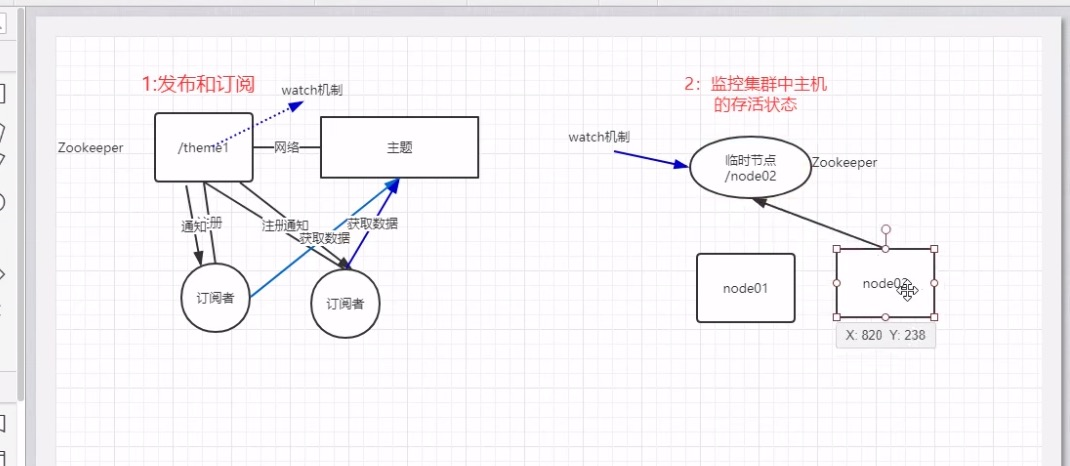 1:发布和订阅
watch机制
Zookeeper
/theme1
网络
主题
通知
注册
注册
通知
获取数据
获取数据
订阅者
订阅者
2：监控集群中主机
的存活状态
watch机制
临时节点
/node02
Zookeeper
node01
node02
X: 820 Y: 238